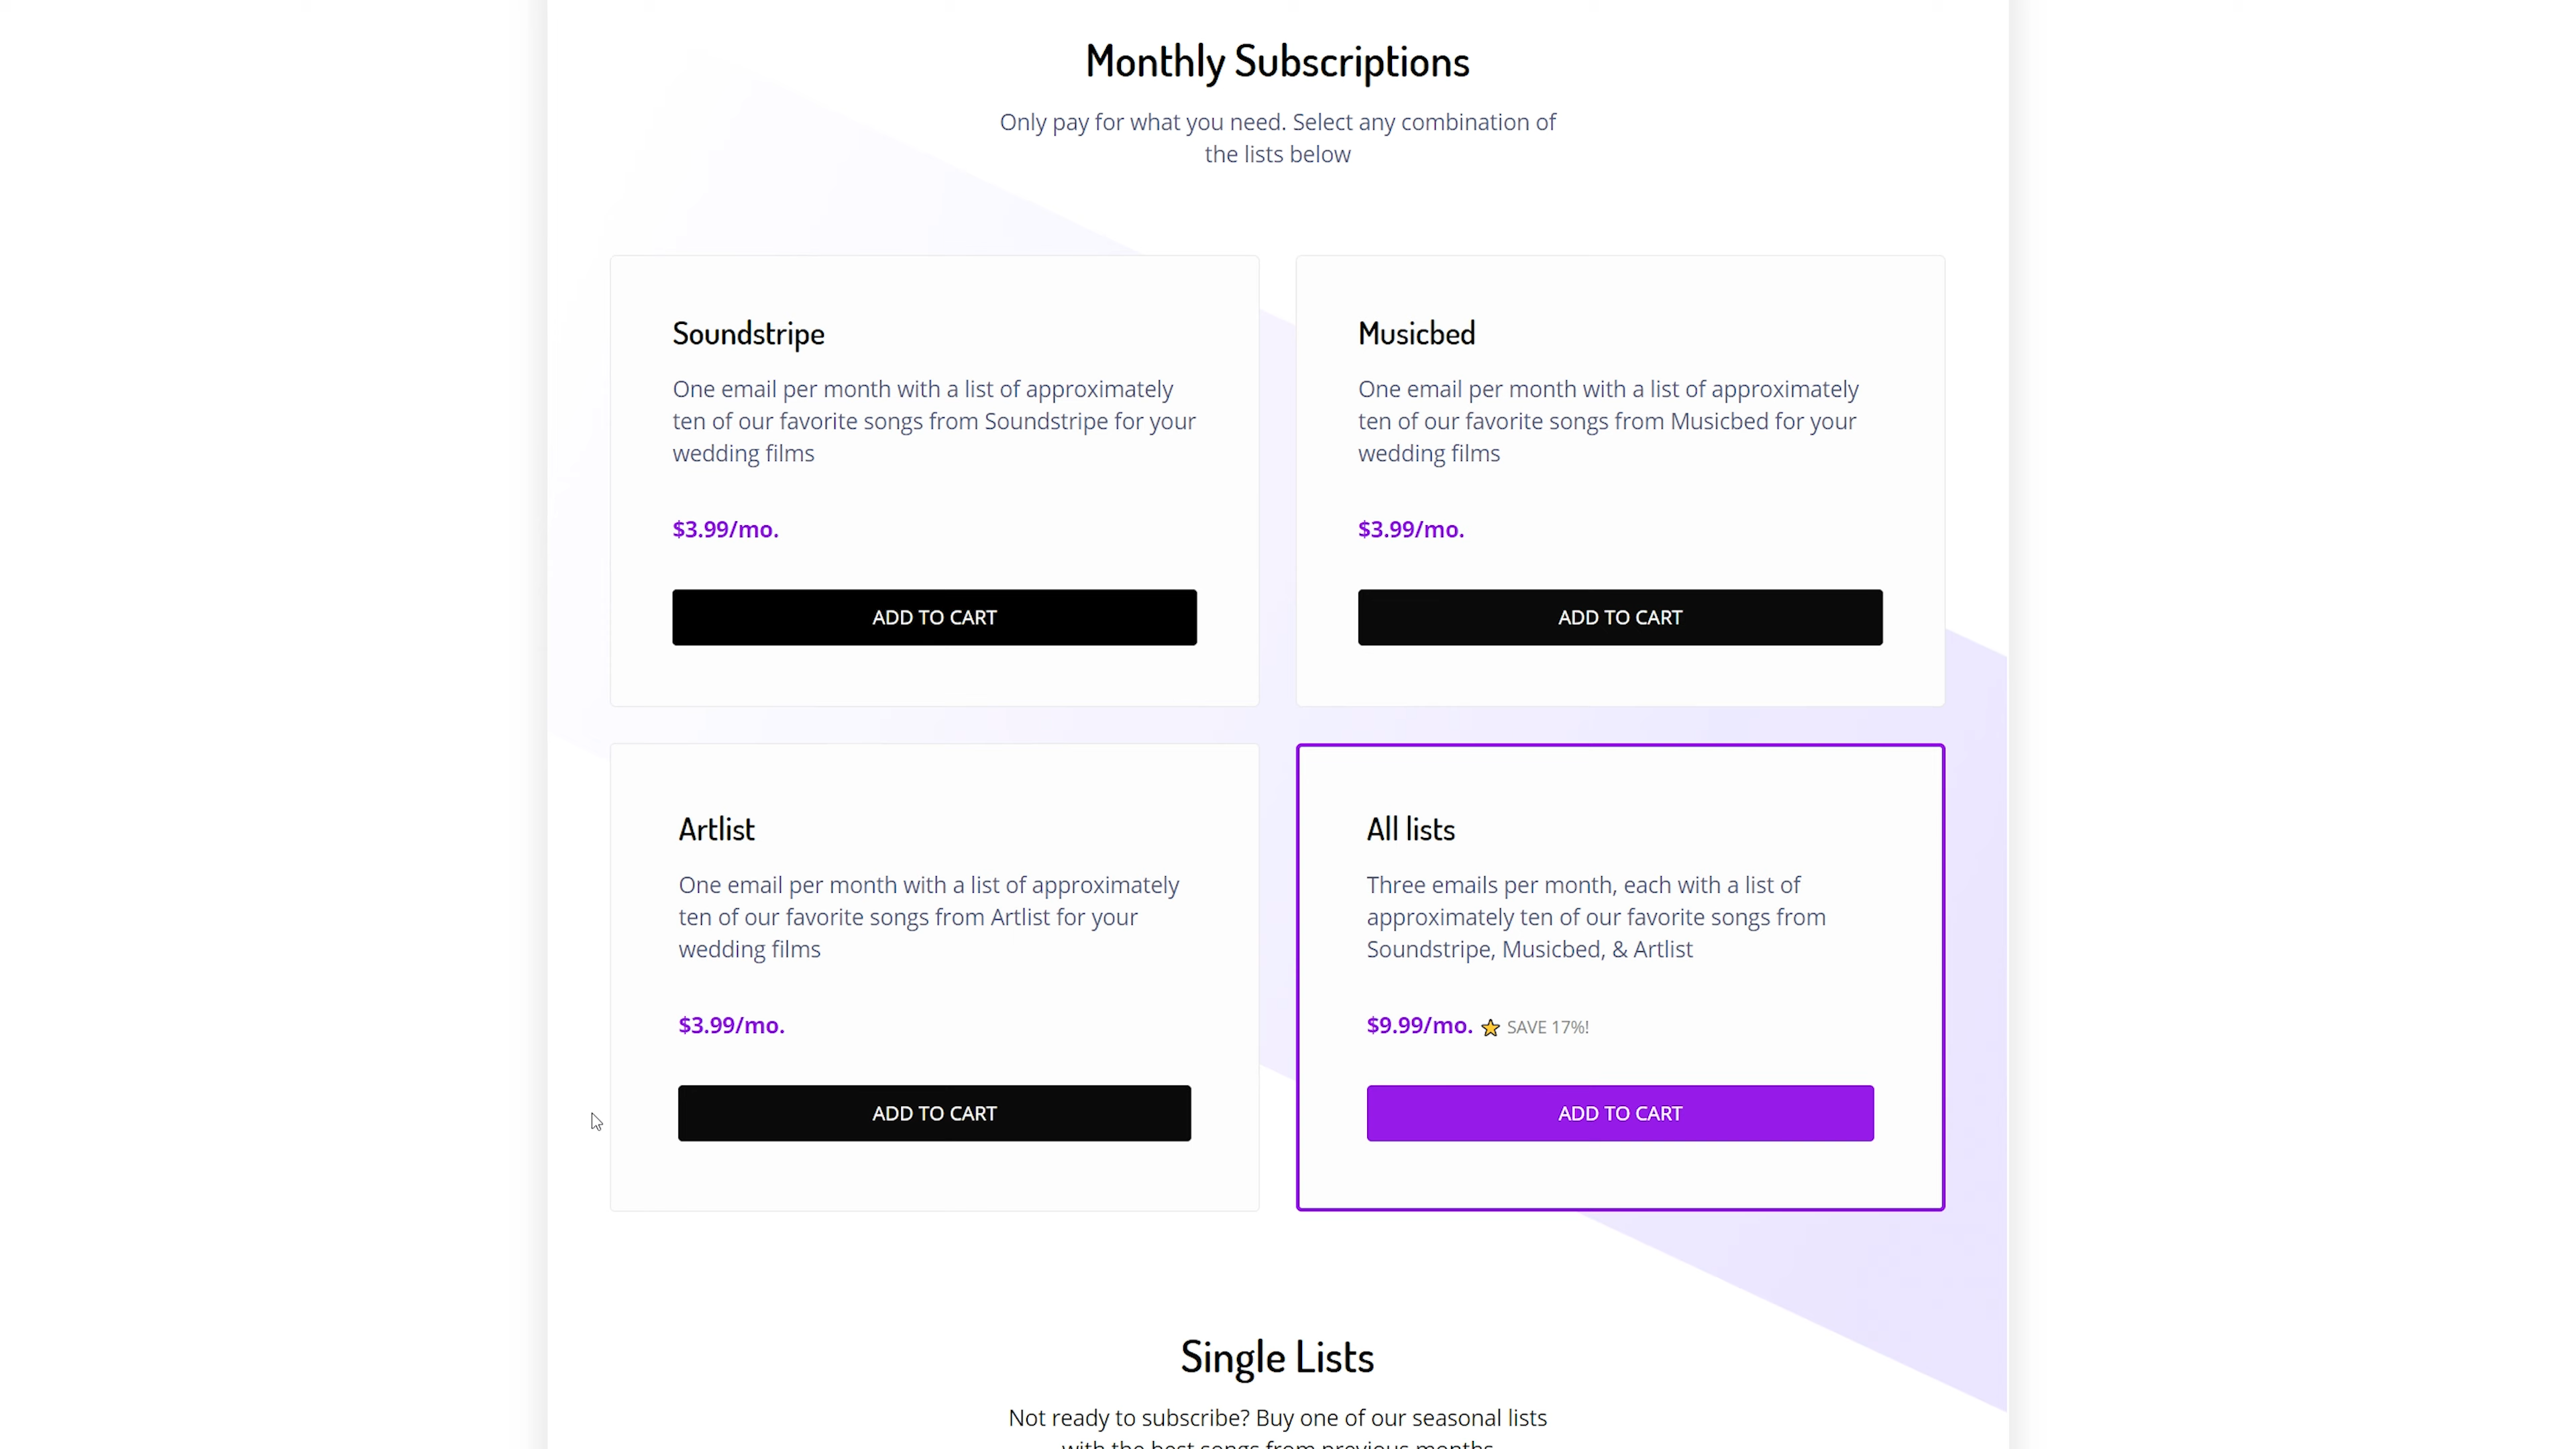 Monthly Subscriptions
Only pay for what you need. Select any combination of
the lists below
Soundstripe
One email per month with a list of approximately
ten of our favorite songs from Soundstripe for your
wedding films
$3.99/mo.
ADD TO CART
Musicbed
One email per month with a list of approximately
ten of our favorite songs from Musicbed for your
wedding films
$3.99/mo.
ADD TO CART
Artlist
One email per month with a list of approximately
ten of our favorite songs from Artlist for your
wedding films
$3.99/mo.
ADD TO CART
All lists
Three emails per month, each with a list of
approximately ten of our favorite songs from
Soundstripe, Musicbed, & Artlist
$9.99/mo. ⭐ SAVE 17%!
ADD TO CART
Single Lists
Not ready to subscribe? Buy one of our seasonal lists
with the best songs from previous months